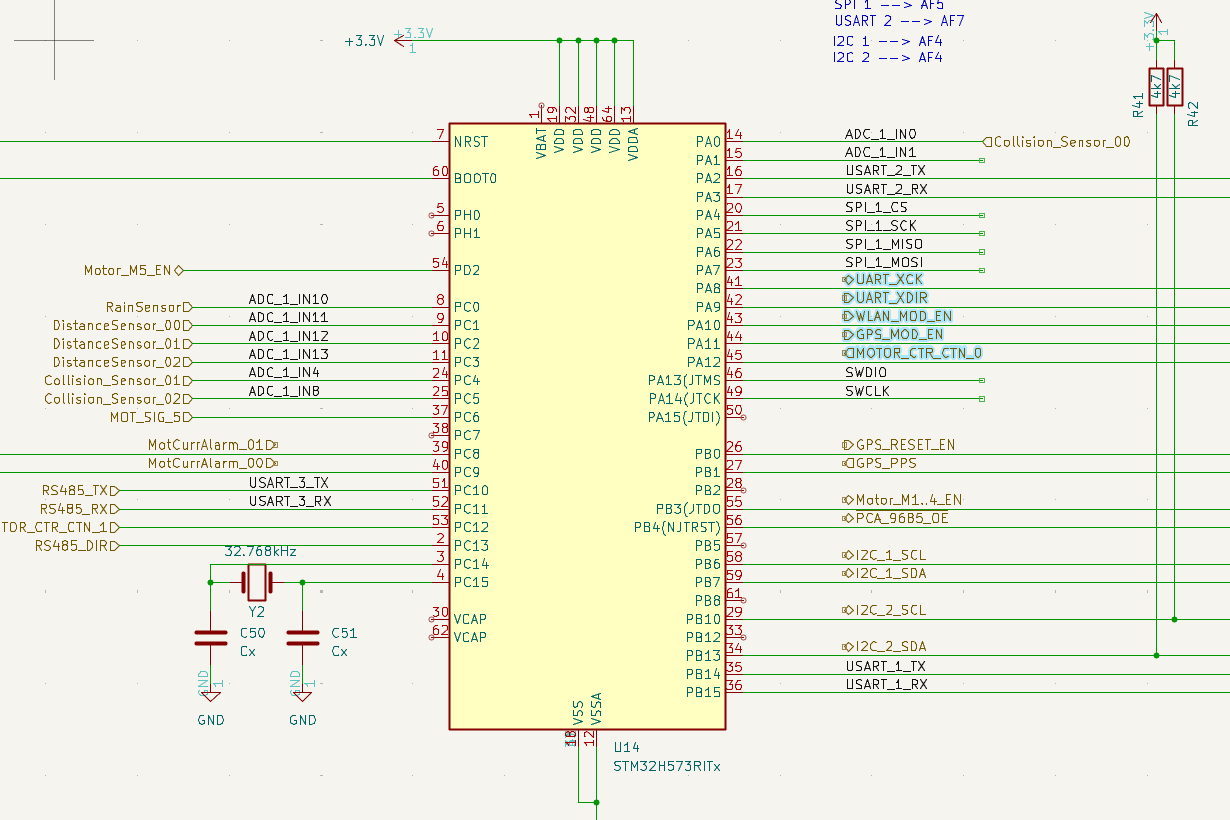 SPI 1 --> AF5
USART 2 --> AF7
I2C 1 --> AF4
I2C 2 --> AF4
+3.3V
+3.3V
1
+3.3V
1
R41
4k7
4k7
R42
1
19
32
48
64
13
VBAT
VDD
VDD
VDD
VDD
VDDA
7 NRST
60 BOOT0
5 PH0
6 PH1
Motor_M5_EN 54 PD2
RainSensor ADC_1_IN10 8 PC0
DistanceSensor_00 ADC_1_IN11 9 PC1
DistanceSensor_01 ADC_1_IN12 10 PC2
DistanceSensor_02 ADC_1_IN13 11 PC3
Collision_Sensor_01 ADC_1_IN4 24 PC4
Collision_Sensor_02 ADC_1_IN8 25 PC5
MOT_SIG_5 37 PC6
38 PC7
MotCurrAlarm_01 39 PC8
MotCurrAlarm_00 40 PC9
RS485_TX USART_3_TX 51 PC10
RS485_RX USART_3_RX 52 PC11
TOR_CTR_CTN_1 53 PC12
RS485_DIR 2 PC13
3 PC14
4 PC15
30 VCAP
62 VCAP
32.768kHz
Y2
C50
Cx
C51
Cx
GND
1
GND
1
GND
GND
PA0 14 ADC_1_IN0 Collision_Sensor_00
PA1 15 ADC_1_IN1
PA2 16 USART_2_TX
PA3 17 USART_2_RX
PA4 20 SPI_1_CS
PA5 21 SPI_1_SCK
PA6 22 SPI_1_MISO
PA7 23 SPI_1_MOSI
PA8 41 UART_XCK
PA9 42 UART_XDIR
PA10 43 WLAN_MOD_EN
PA11 44 GPS_MOD_EN
PA12 45 MOTOR_CTR_CTN_0
PA13(JTMS 46 SWDIO
PA14(JTCK 49 SWCLK
PA15(JTDI) 50
PB0 26 GPS_RESET_EN
PB1 27 GPS_PPS
PB2 28
PB3(JTDO 55 Motor_M1..4_EN
PB4(NJTRST) 56 PCA_9685_OE
PB5 57
PB6 58 I2C_1_SCL
PB7 59 I2C_1_SDA
PB8 61
PB10 29 I2C_2_SCL
PB12 33
PB13 34 I2C_2_SDA
PB14 35 USART_1_TX
PB15 36 USART_1_RX
VSS
VSSA
12
U14
STM32H573RITx